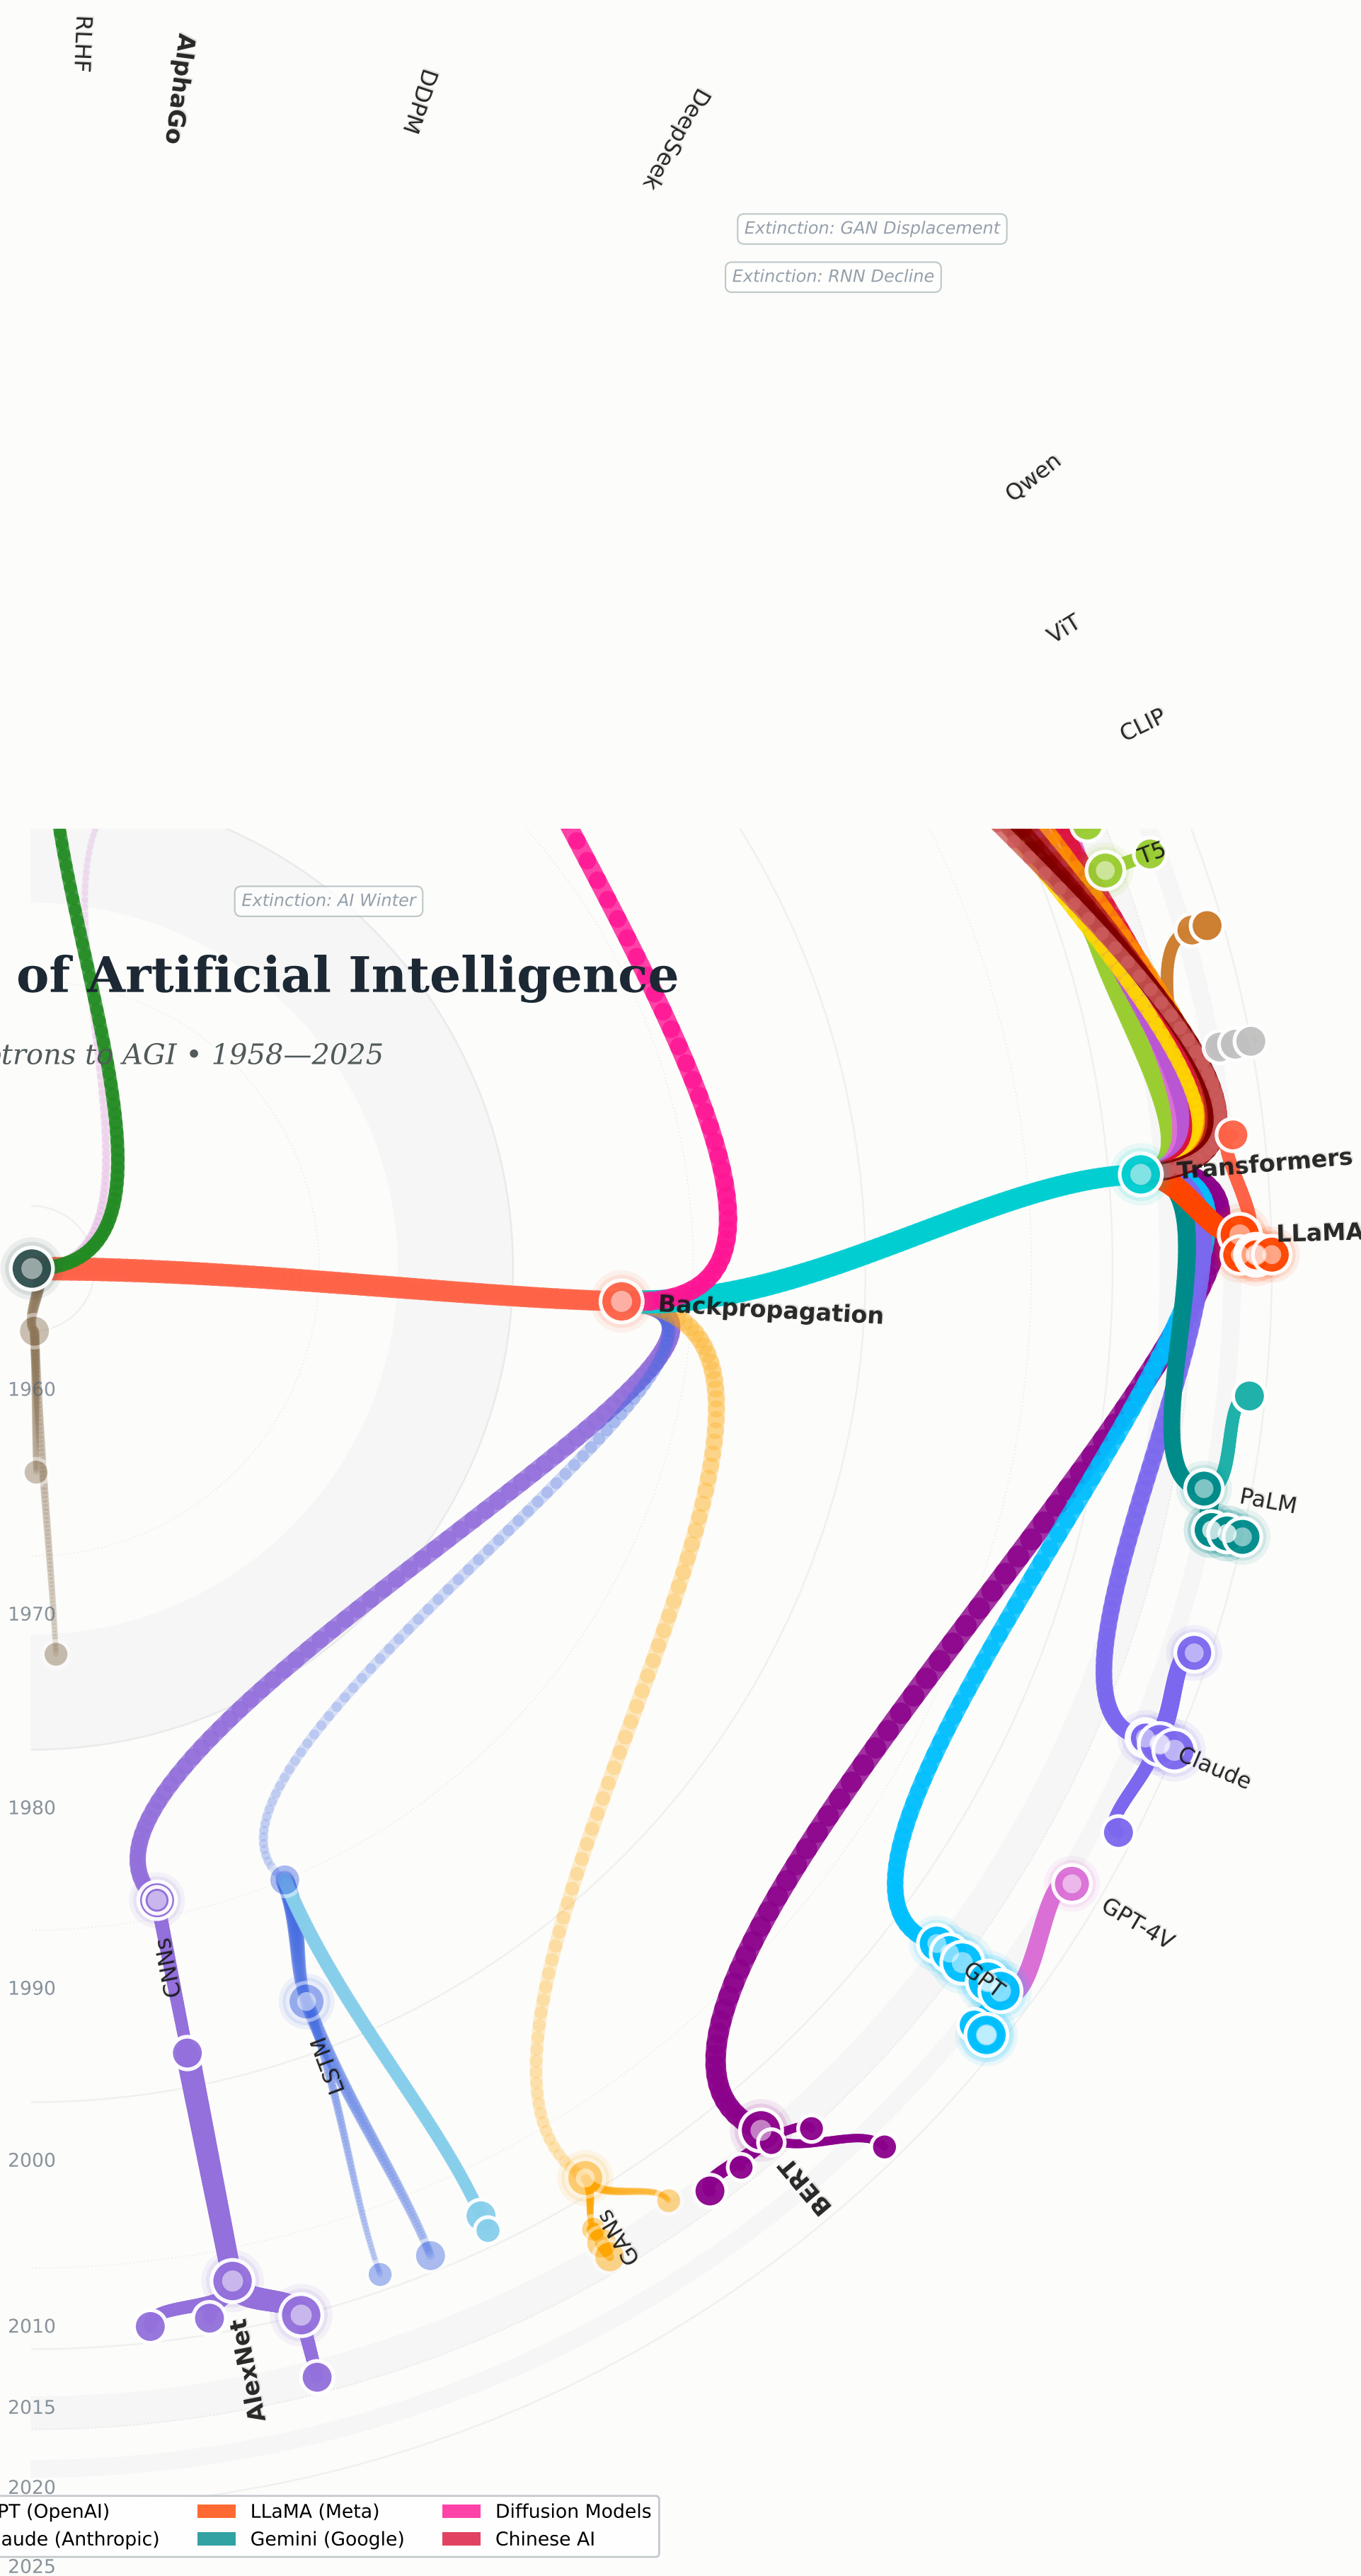 RLHF
AlphaGo
DDPM
DeepSeek
Extinction: GAN Displacement
Extinction: RNN Decline
Qwen
ViT
CLIP
T5
Extinction: AI Winter
of Artificial Intelligence
trons to AGI • 1958—2025
Transformers
LLaMA
Backpropagation
1960
PaLM
1970
Claude
1980
GPT-4V
GPT
CNNs
1990
LSTM
2000
BERT
GANs
2010
AlexNet
2015
2020
PT (OpenAI)
LLaMA (Meta)
Diffusion Models
aude (Anthropic)
Gemini (Google)
Chinese AI
2025